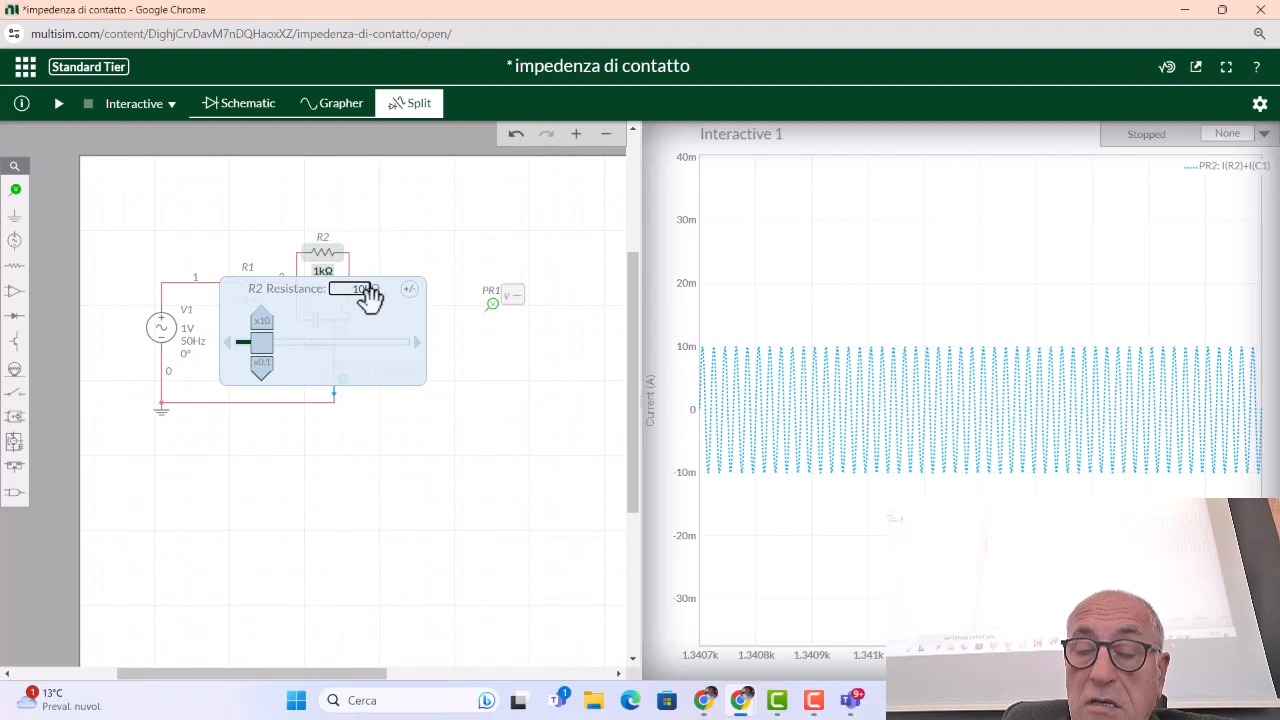 *impedenza di contatto - Google Chrome
multisim.com/content/DighjCrvDavM7nDQHaoxXZ/impedenza-di-contatto/open/
Standard Tier
*impedenza di contatto
?
Interactive
Schematic
Grapher
Split
Interactive 1
Stopped
None
PR2: I(R2)+I(C1)
40m
30m
20m
10m
0
-10m
-20m
-30m
Current (A)
1.3407k
1.3408k
1.3409k
1.341k
R2
1kΩ
R1
1
R2 Resistance:
+/-
x10
x0.1
V1
1V
50Hz
0°
0
PR1
V —
V
1
13°C
Preval. nuvol.
Cerca
1
9+